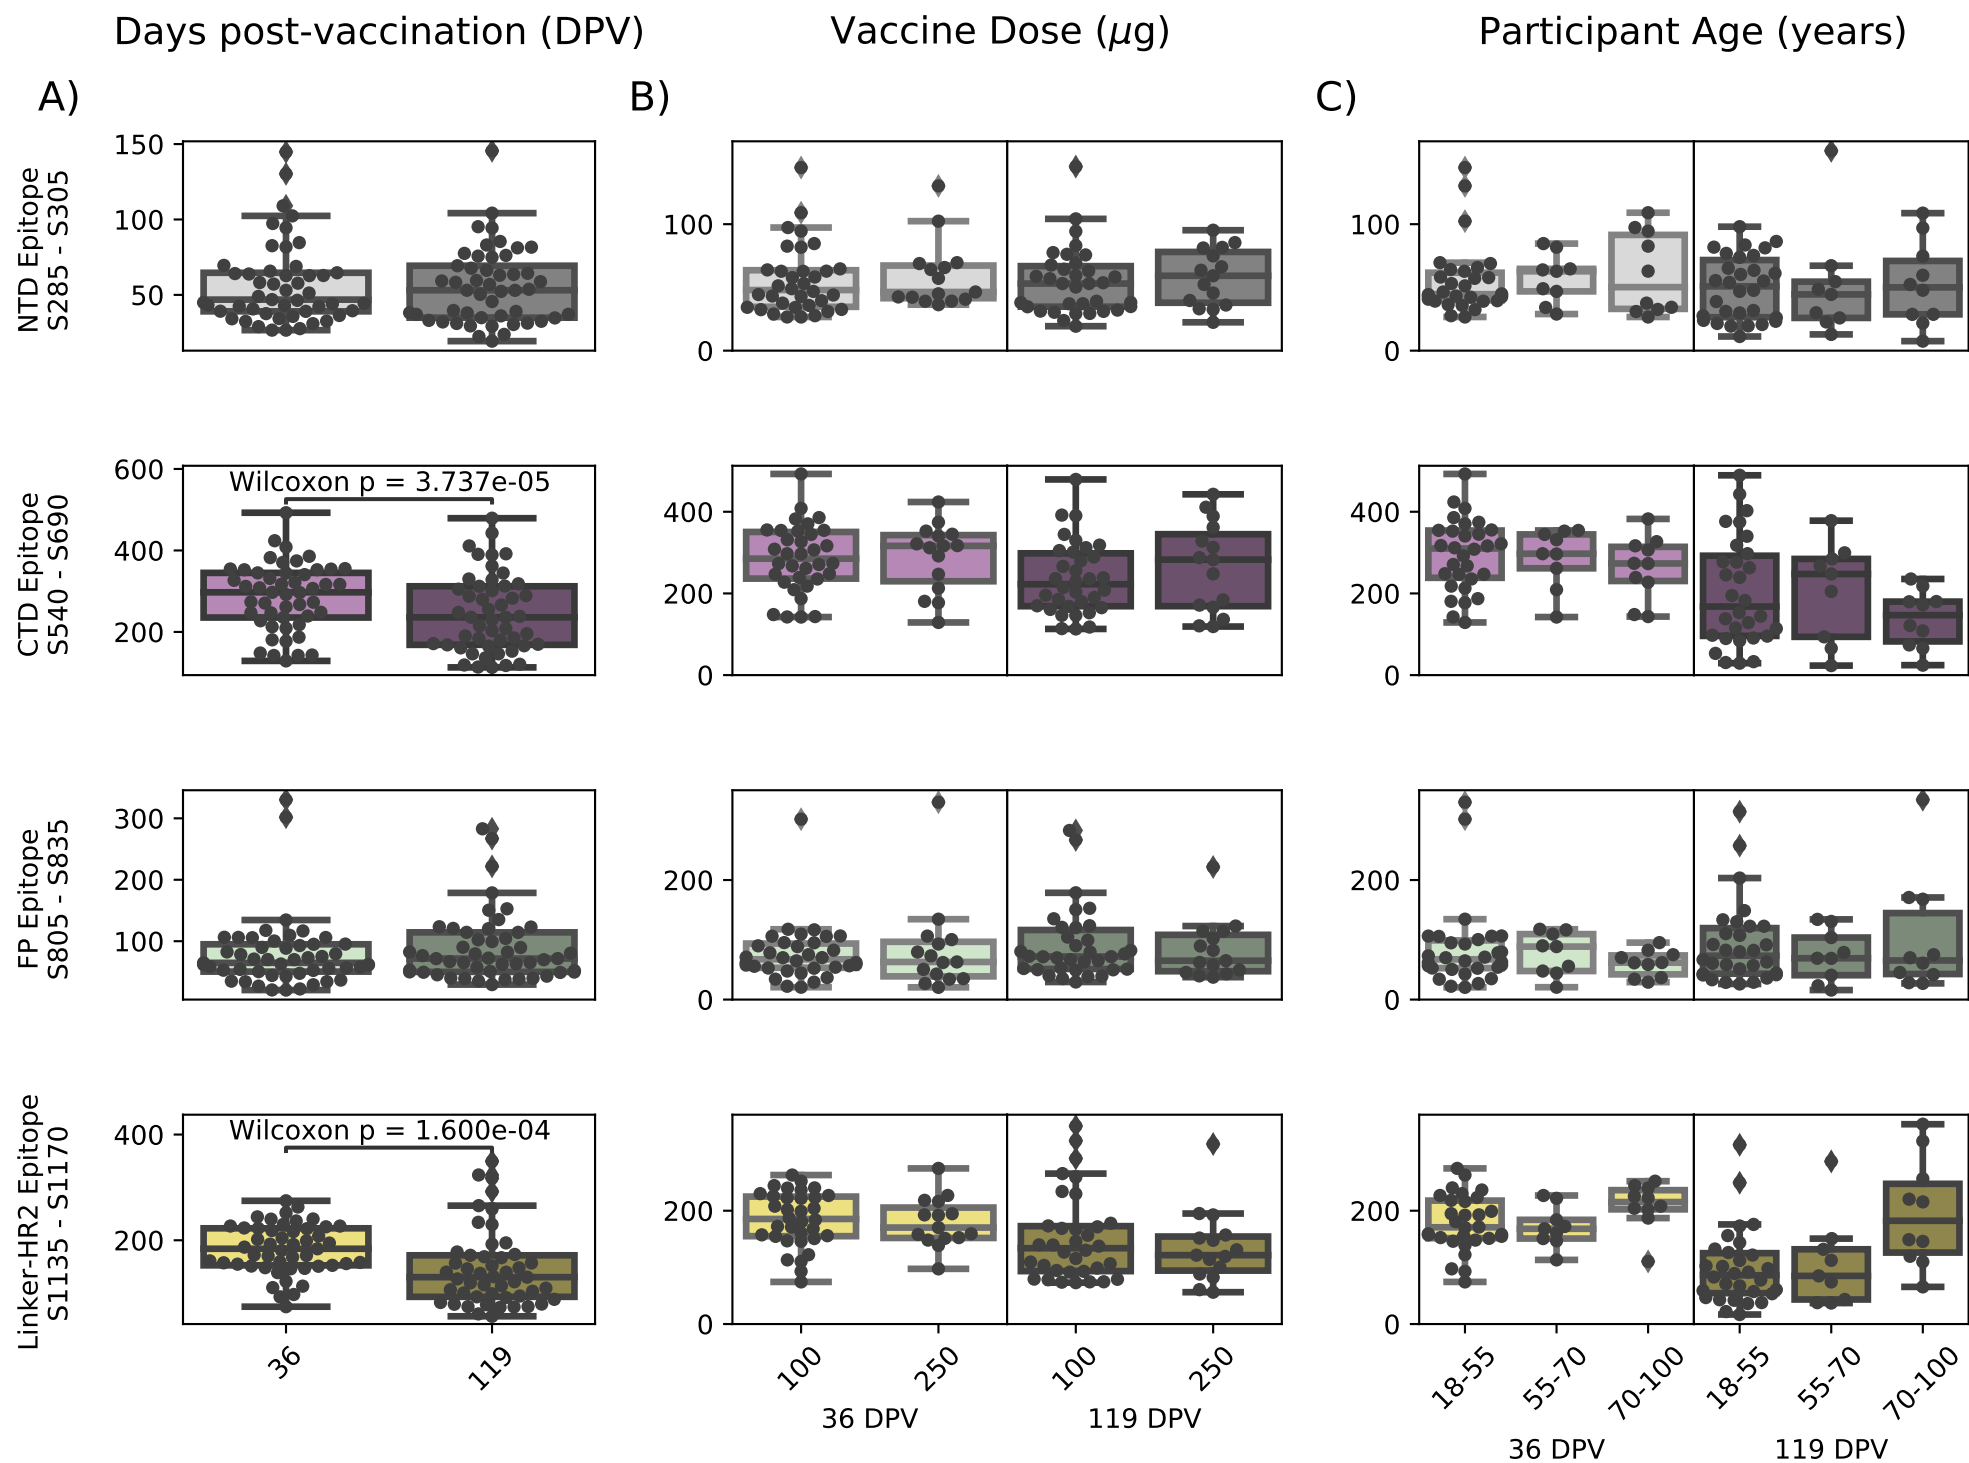 Days post-vaccination (DPV)
Vaccine Dose (μg)
Participant Age (years)
A)
B)
C)
NTD Epitope
S285 - S305
150
100
50
100
0
100
0
CTD Epitope
S540 - S690
600
400
200
Wilcoxon p = 3.737e-05
400
200
0
400
200
0
FP Epitope
S805 - S835
300
200
100
200
0
200
0
Linker-HR2 Epitope
S1135 - S1170
400
200
Wilcoxon p = 1.600e-04
200
0
200
0
36
119
100
250
100
250
36 DPV
119 DPV
18-55
55-70
70-100
18-55
55-70
70-100
36 DPV
119 DPV